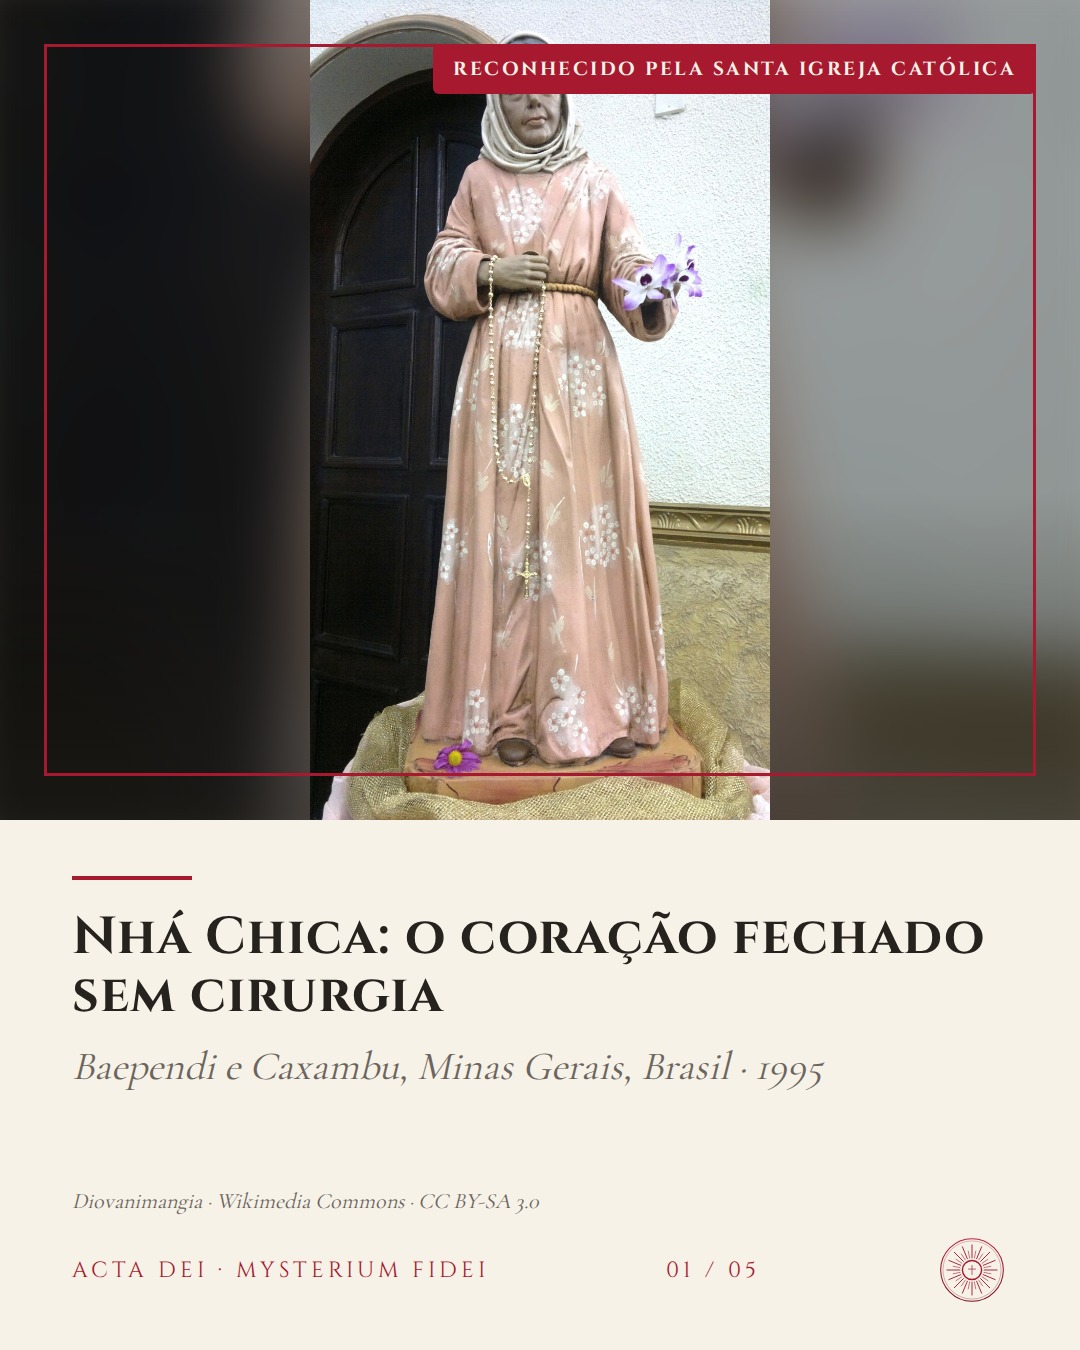 RECONHECIDO PELA SANTA IGREJA CATÓLICA
Nhá Chica: o coração fechado
sem cirurgia
Baependi e Caxambu, Minas Gerais, Brasil · 1995
Diovanimangia · Wikimedia Commons · CC BY-SA 3.0
ACTA DEI · MYSTERIUM FIDEI
01 / 05